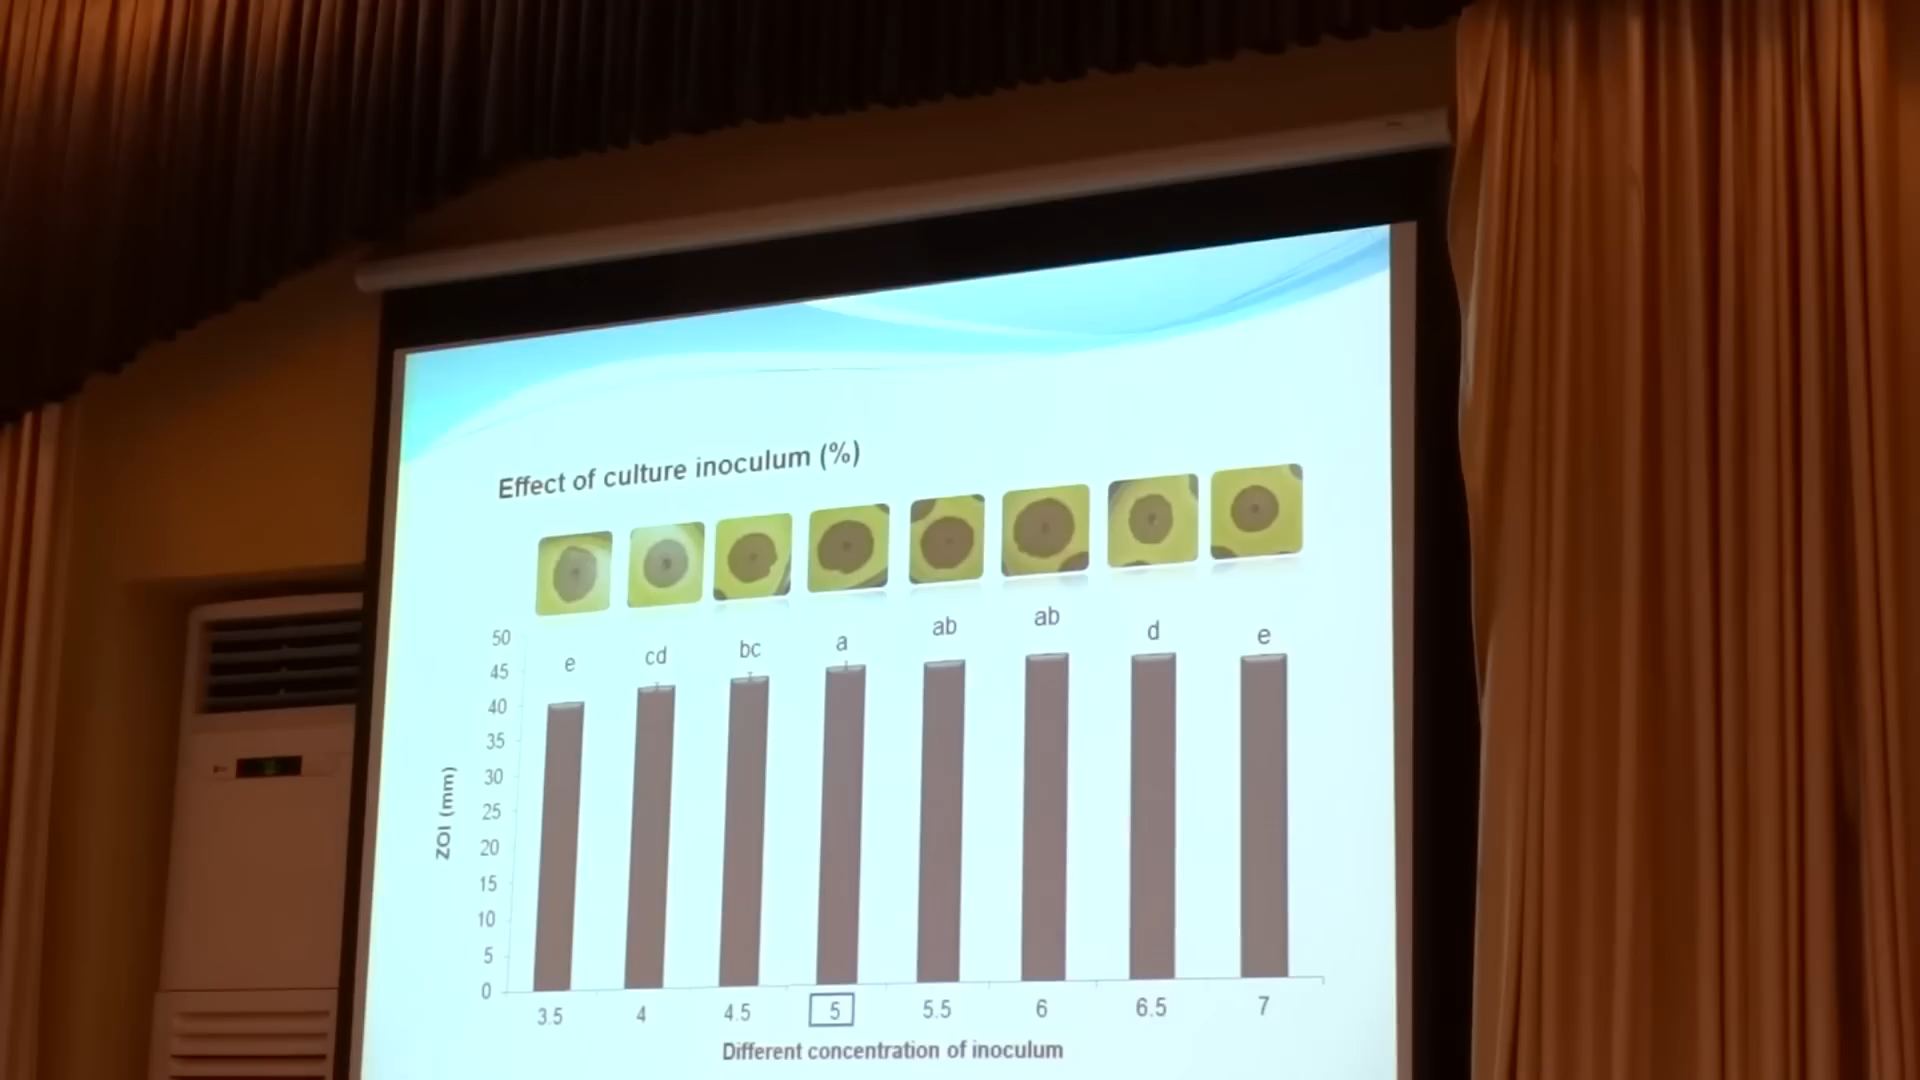 Effect of culture inoculum (%)
e cd bc a ab ab d e
50
45
40
35
30
25
20
15
10
5
0
ZOI (mm)
3.5 4 4.5 5 5.5 6 6.5 7
Different concentration of inoculum